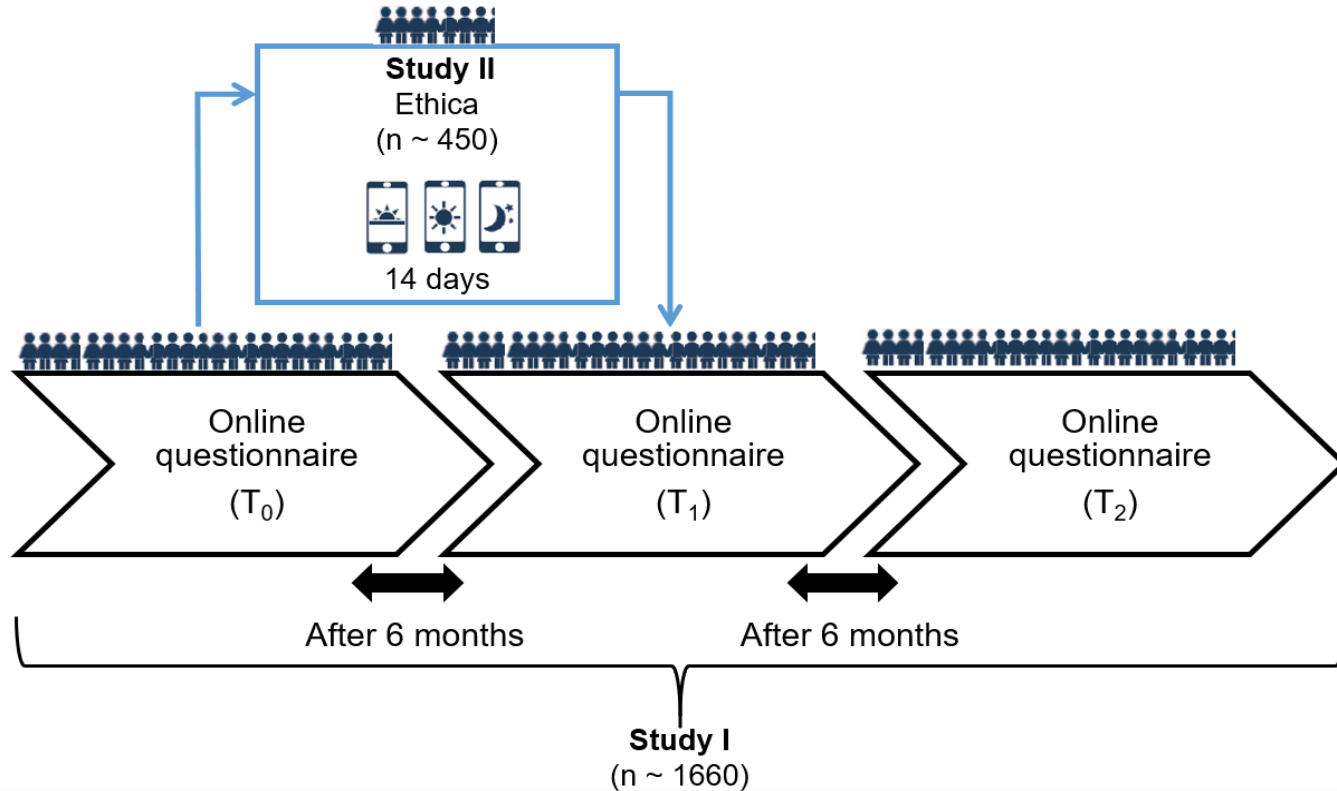 Study II
Ethica
(n ~ 450)
14 days
Online
questionnaire
(T₀)
Online
questionnaire
(T₁)
Online
questionnaire
(T₂)
After 6 months
After 6 months
Study I
(n ~ 1660)